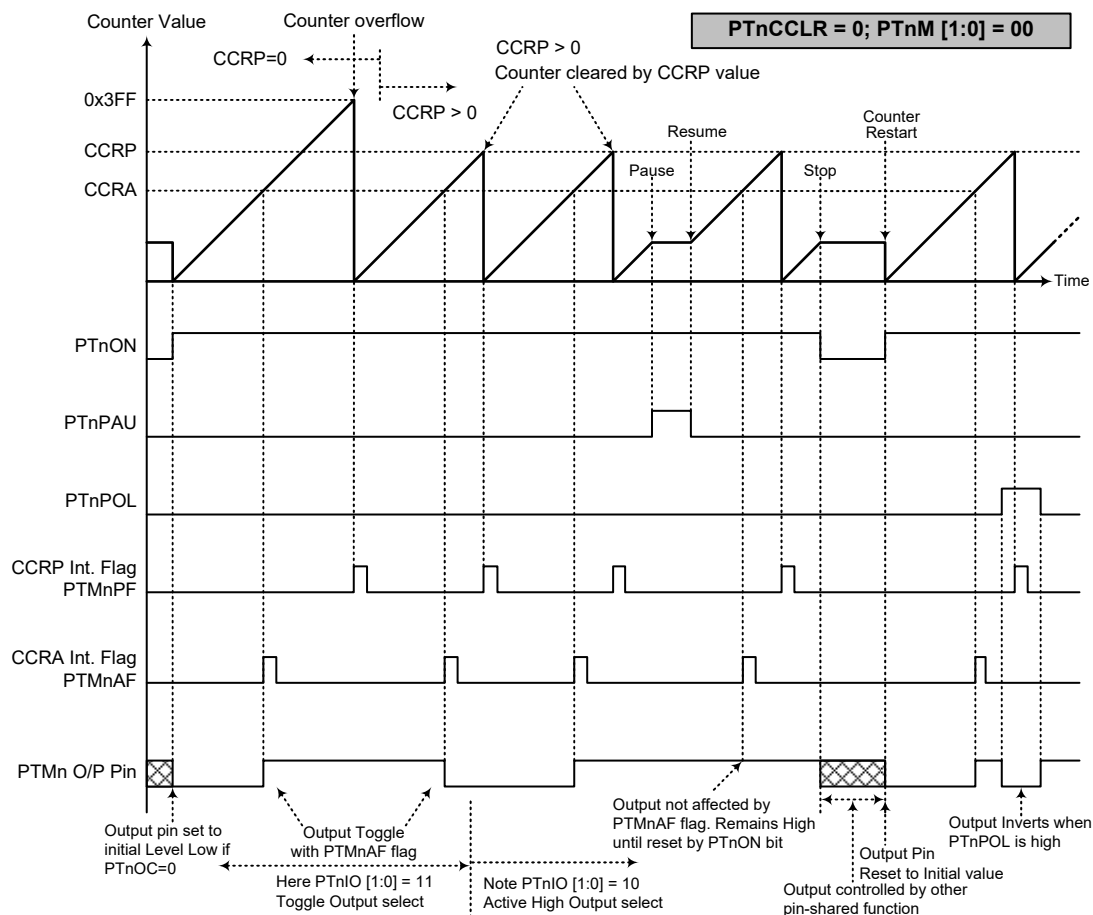 Counter Value
Counter overflow
PTnCCLR = 0; PTnM [1:0] = 00
CCRP=0
CCRP > 0
CCRP > 0
Counter cleared by CCRP value
0x3FF
CCRP
CCRA
Pause
Resume
Stop
Counter
Restart
Time
PTnON
PTnPAU
PTnPOL
CCRP Int. Flag
PTMnPF
CCRA Int. Flag
PTMnAF
PTMn O/P Pin
Output pin set to
initial Level Low if
PTnOC=0
Output Toggle
with PTMnAF flag
Here PTnIO [1:0] = 11
Toggle Output select
Note PTnIO [1:0] = 10
Active High Output select
Output not affected by
PTMnAF flag. Remains High
until reset by PTnON bit
Output controlled by other
pin-shared function
Output Pin
Reset to Initial value
Output Inverts when
PTnPOL is high